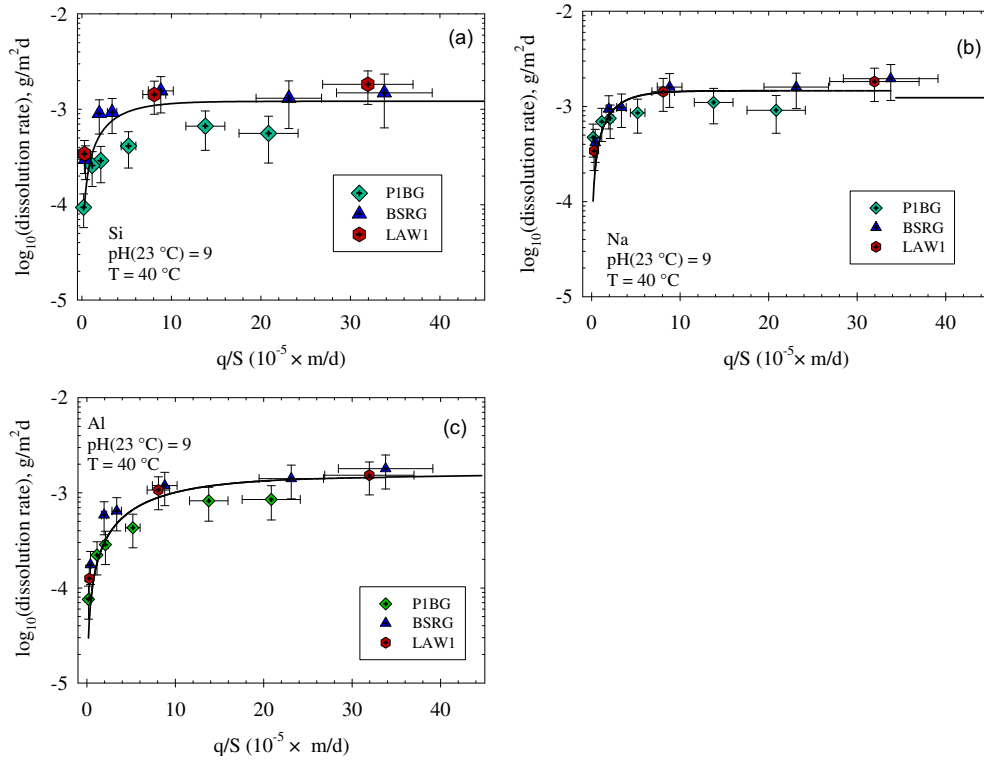 (a)
-2
-3
-4
-5
log10(dissolution rate), g/m2d
P1BG
BSRG
LAW1
Si
pH(23 °C) = 9
T = 40 °C
0 10 20 30 40
q/S (10-5 × m/d)
(b)
-2
-3
-4
-5
log10(dissolution rate), g/m2d
P1BG
BSRG
LAW1
Na
pH(23 °C) = 9
T = 40 °C
0 10 20 30 40
q/S (10-5 × m/d)
(c)
-2
-3
-4
-5
log10(dissolution rate), g/m2d
Al
pH(23 °C) = 9
T = 40 °C
P1BG
BSRG
LAW1
0 10 20 30 40
q/S (10-5 × m/d)